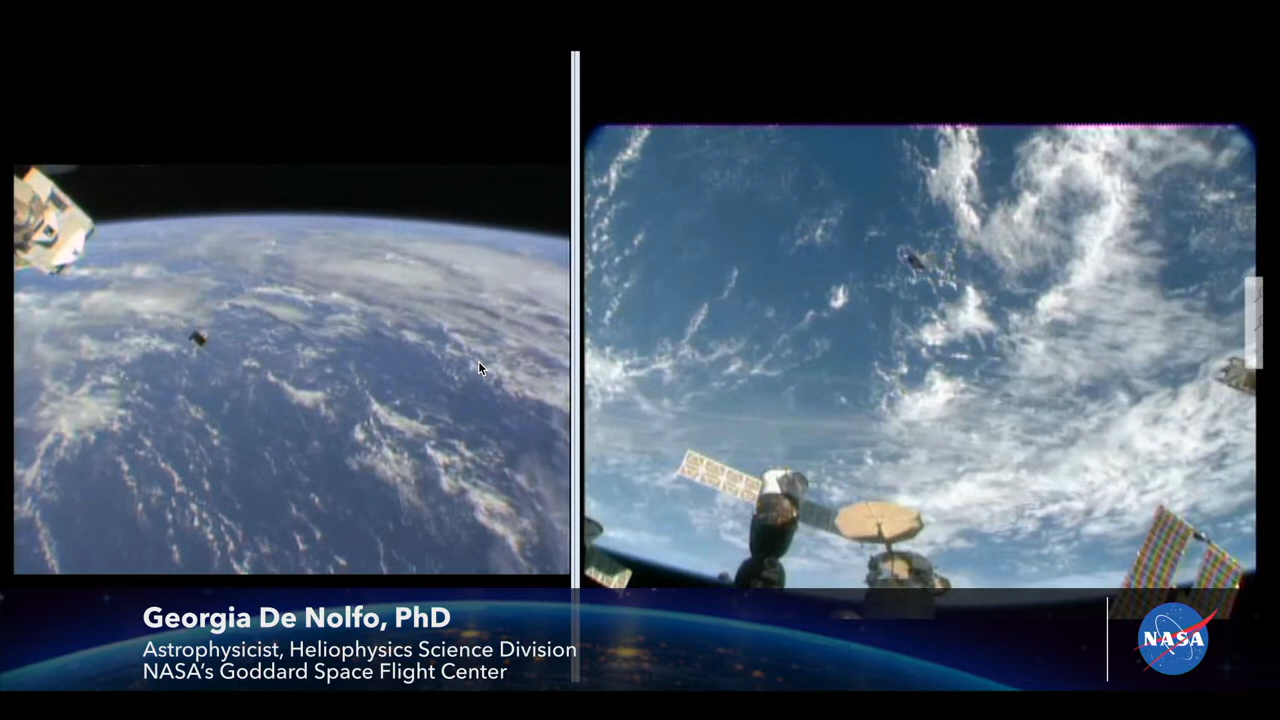 Georgia De Nolfo, PhD
Astrophysicist, Heliophysics Science Division
NASA's Goddard Space Flight Center
NASA